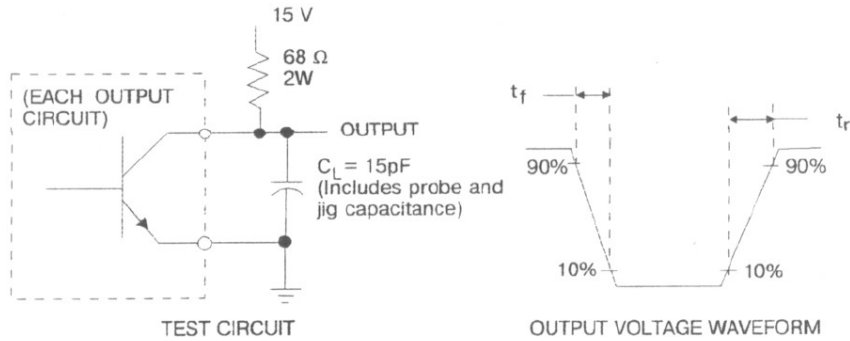 15 V
68 Ω
2W
(EACH OUTPUT
CIRCUIT)
OUTPUT
C_L = 15pF
(Includes probe and
jig capacitance)
TEST CIRCUIT
t_f
t_r
90%
90%
10%
10%
OUTPUT VOLTAGE WAVEFORM